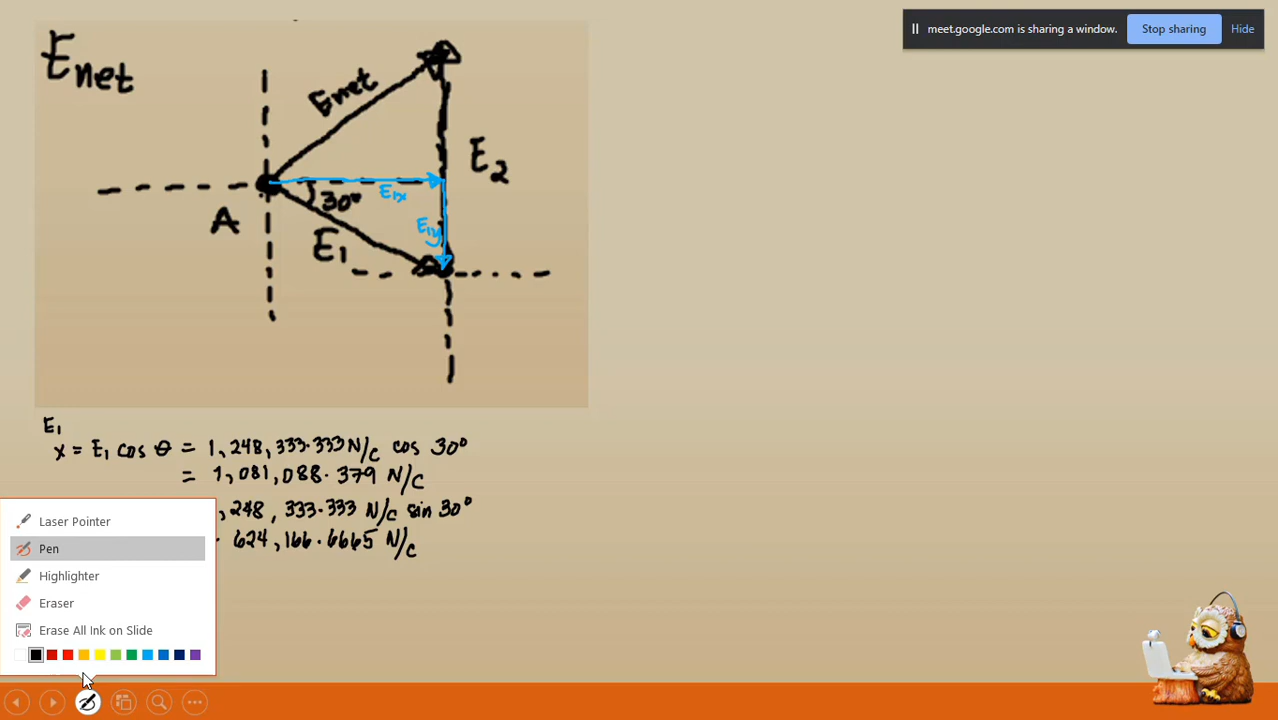 meet.google.com is sharing a window. Stop sharing Hide
Enet
Enet
E2
E1x
30°
A
E1y
E1
E1
x = E1 cos θ = 1,248,333.333 N/C cos 30°
= 1,081,088.379 N/C
,248,333.333 N/C sin 30°
624,166.6665 N/C
Laser Pointer
Pen
Highlighter
Eraser
Erase All Ink on Slide